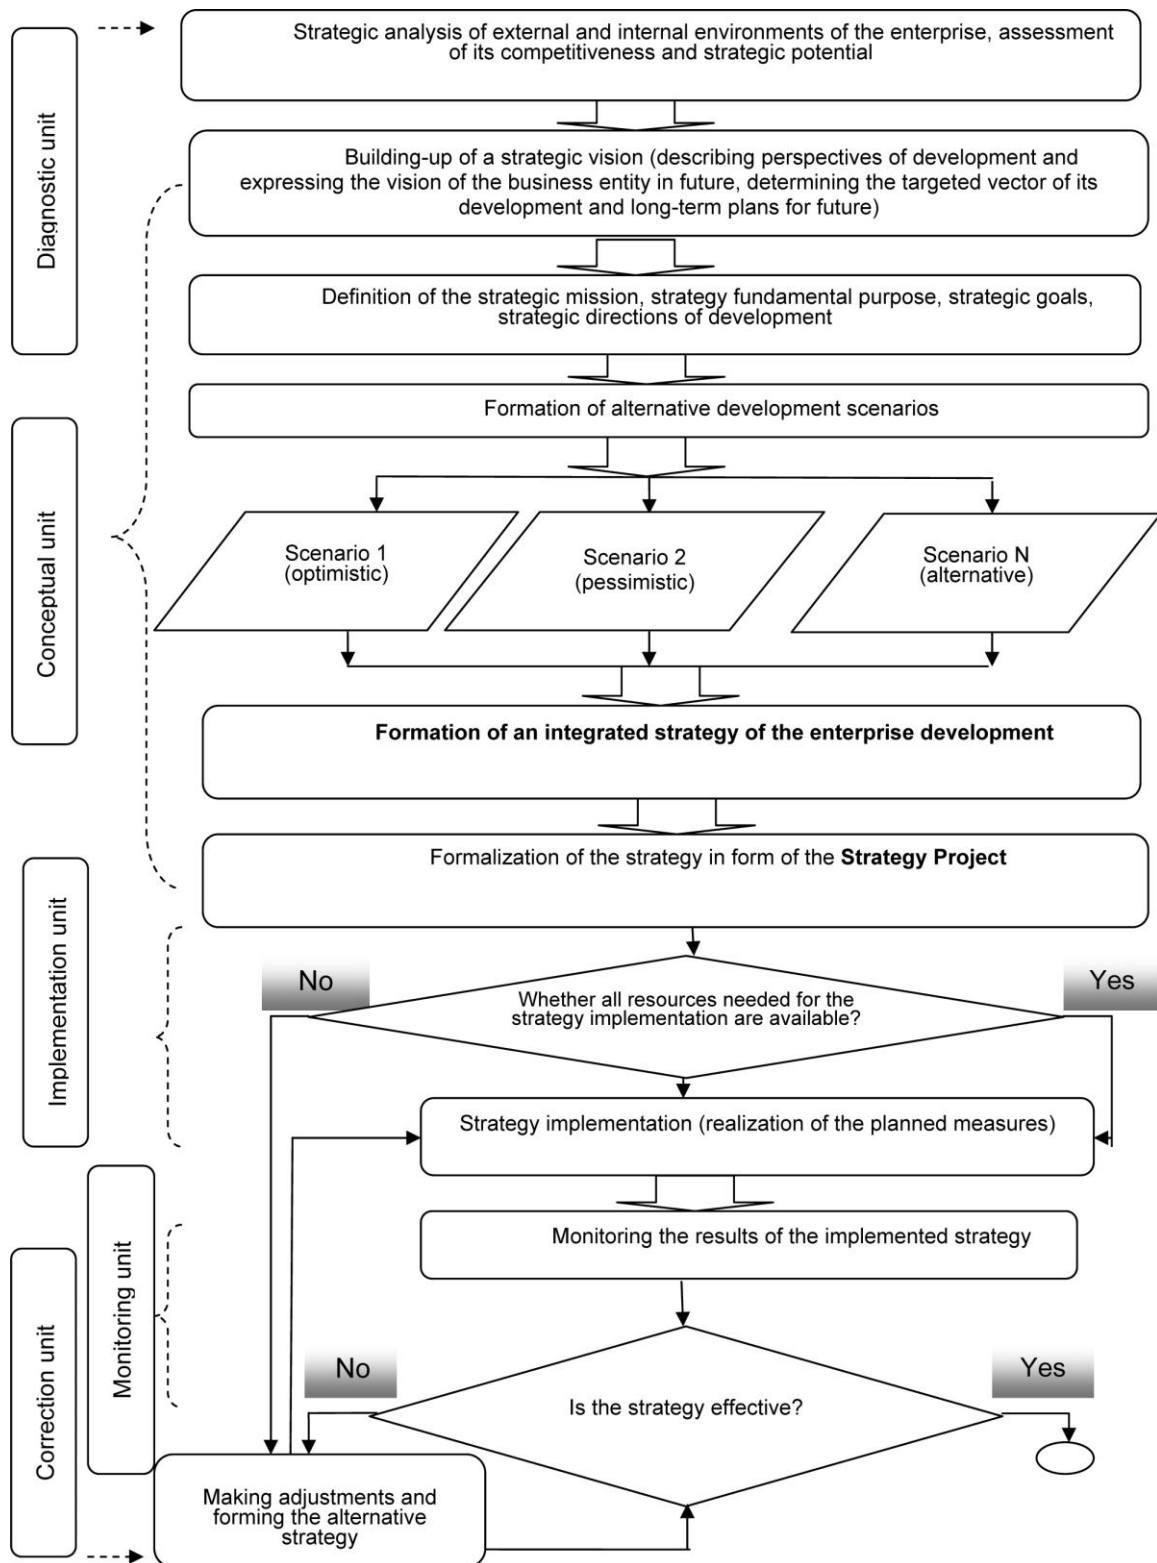 Strategic analysis of external and internal environments of the enterprise, assessment
of its competitiveness and strategic potential
Diagnostic unit
Building-up of a strategic vision (describing perspectives of development and
expressing the vision of the business entity in future, determining the targeted vector of its
development and long-term plans for future)
Definition of the strategic mission, strategy fundamental purpose, strategic goals,
strategic directions of development
Formation of alternative development scenarios
Conceptual unit
Scenario 1
(optimistic)
Scenario 2
(pessimistic)
Scenario N
(alternative)
Formation of an integrated strategy of the enterprise development
Formalization of the strategy in form of the Strategy Project
Implementation unit
No
Whether all resources needed for the
strategy implementation are available?
Yes
Strategy implementation (realization of the planned measures)
Monitoring unit
Monitoring the results of the implemented strategy
Correction unit
No
Is the strategy effective?
Yes
Making adjustments and
forming the alternative
strategy